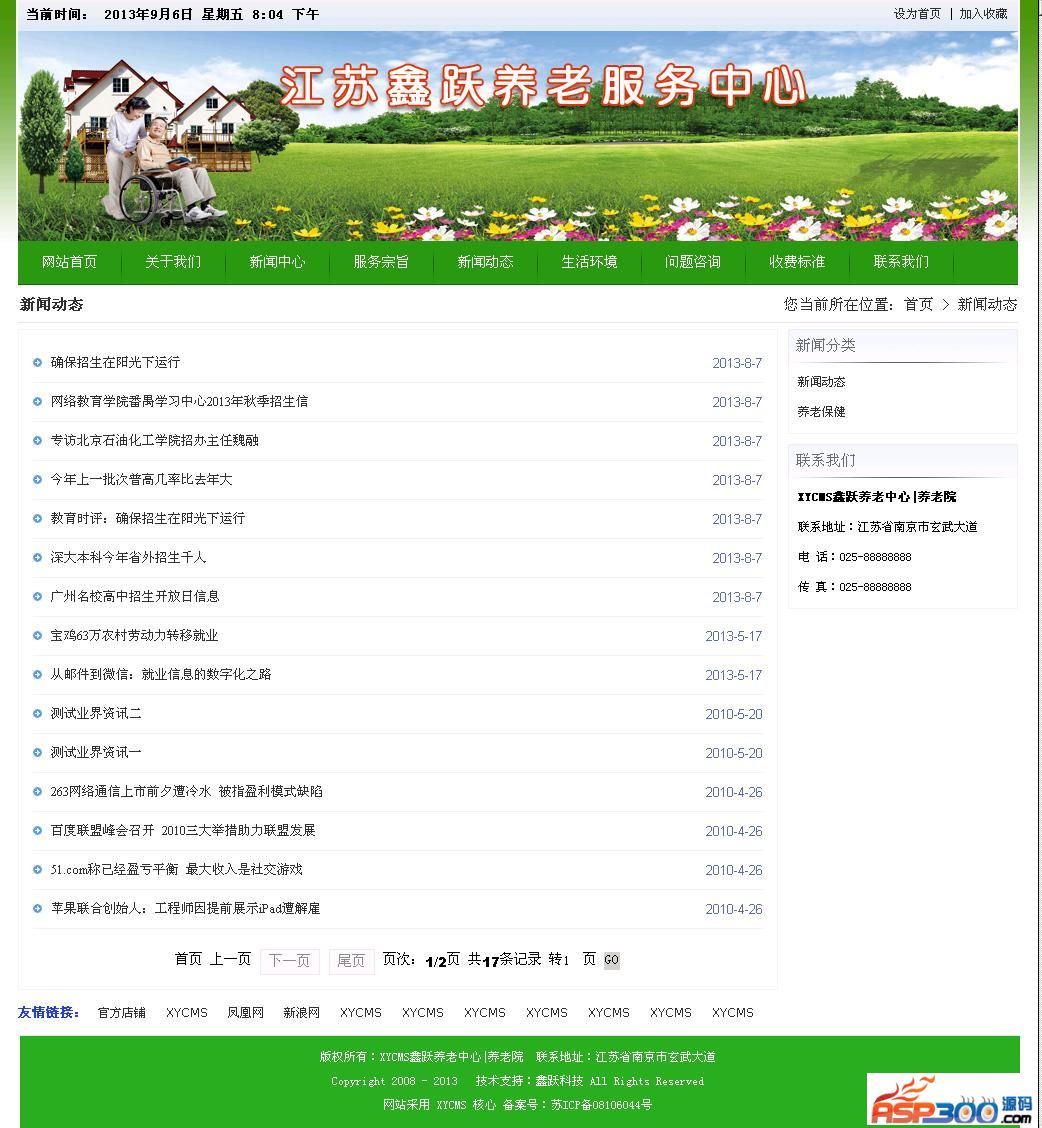 当前时间： 2013年9月6日 星期五 8:04 下午
设为首页 | 加入收藏
江苏鑫跃养老服务中心
网站首页 关于我们 新闻中心 服务宗旨 新闻动态 生活环境 问题咨询 收费标准 联系我们
新闻动态
您当前所在位置：首页 > 新闻动态
确保招生在阳光下运行 2013-8-7
网络教育学院番禺学习中心2013年秋季招生信 2013-8-7
专访北京石油化工学院招办主任魏融 2013-8-7
今年上一批次普高几率比去年大 2013-8-7
教育时评：确保招生在阳光下运行 2013-8-7
深大本科今年省外招生千人 2013-8-7
广州名校高中招生开放日信息 2013-8-7
宝鸡63万农村劳动力转移就业 2013-5-17
从邮件到微信：就业信息的数字化之路 2013-5-17
测试业界资讯二 2010-5-20
测试业界资讯一 2010-5-20
263网络通信上市前夕遭冷水 被指盈利模式缺陷 2010-4-26
百度联盟峰会召开 2010三大举措助力联盟发展 2010-4-26
51.com称已经盈亏平衡 最大收入是社交游戏 2010-4-26
苹果联合创始人：工程师因提前展示iPad遭解雇 2010-4-26
首页 上一页 下一页 尾页 页次：1/2页 共17条记录 转1 页 GO
新闻分类
新闻动态
养老保健
联系我们
XYCMS鑫跃养老中心|养老院
联系地址：江苏省南京市玄武大道
电 话：025-88888888
传 真：025-88888888
友情链接： 官方店铺 XYCMS 凤凰网 新浪网 XYCMS XYCMS XYCMS XYCMS XYCMS XYCMS XYCMS
版权所有：XYCMS鑫跃养老中心|养老院 联系地址：江苏省南京市玄武大道
Copyright 2008 - 2013 技术支持：鑫跃科技 All Rights Reserved
网站采用 XYCMS 核心 备案号：苏ICP备08106044号
ASP300源码.com